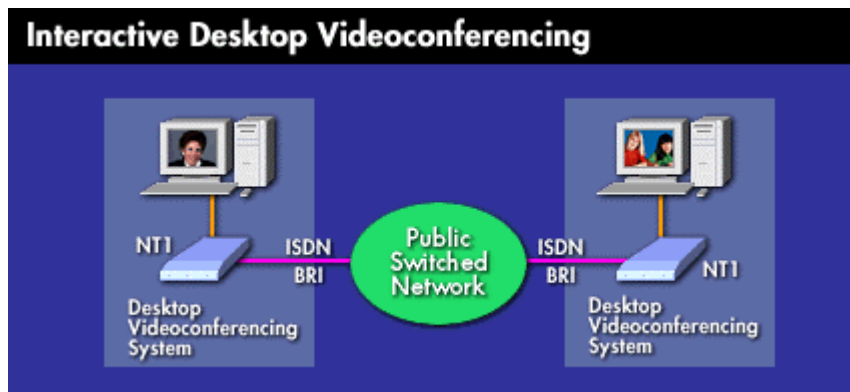 Interactive Desktop Videoconferencing
NT1
ISDN
BRI
Desktop
Videoconferencing
System
Public
Switched
Network
ISDN
BRI
NT1
Desktop
Videoconferencing
System